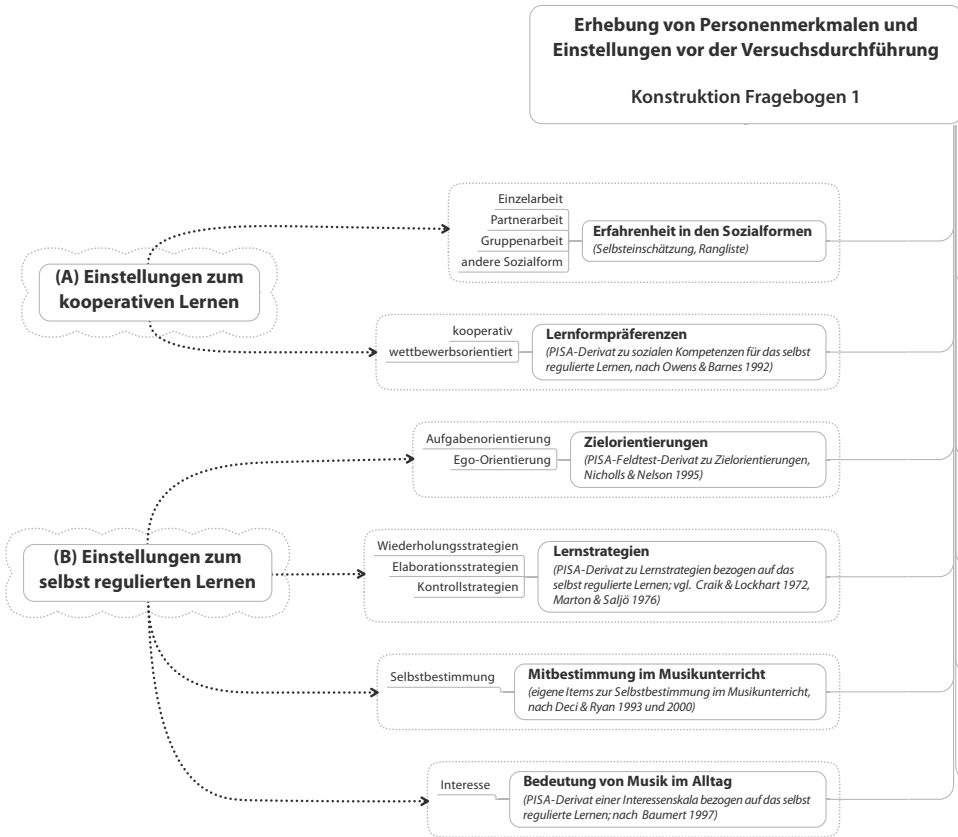 Erhebung von Personenmerkmalen und
Einstellungen vor der Versuchsdurchführung
Konstruktion Fragebogen 1
Einzelarbeit
Partnerarbeit
Gruppenarbeit
andere Sozialform
Erfahrenheit in den Sozialformen
(Selbsteinschätzung, Rangliste)
(A) Einstellungen zum
kooperativen Lernen
kooperativ
wettbewerbsorientiert
Lernformpräferenzen
(PISA-Derivat zu sozialen Kompetenzen für das selbst
regulierte Lernen, nach Owens & Barnes 1992)
Aufgabenorientierung
Ego-Orientierung
Zielorientierungen
(PISA-Feldtest-Derivat zu Zielorientierungen,
Nicholls & Nelson 1995)
(B) Einstellungen zum
selbst regulierten Lernen
Wiederholungsstrategien
Elaborationsstrategien
Kontrollstrategien
Lernstrategien
(PISA-Derivat zu Lernstrategien bezogen auf das
selbst regulierte Lernen; vgl. Craik & Lockhart 1972,
Marton & Saljö 1976)
Selbstbestimmung
Mitbestimmung im Musikunterricht
(eigene Items zur Selbstbestimmung im Musikunterricht,
nach Deci & Ryan 1993 und 2000)
Interesse
Bedeutung von Musik im Alltag
(PISA-Derivat einer Interessenskala bezogen auf das selbst
regulierte Lernen; nach Baumert 1997)